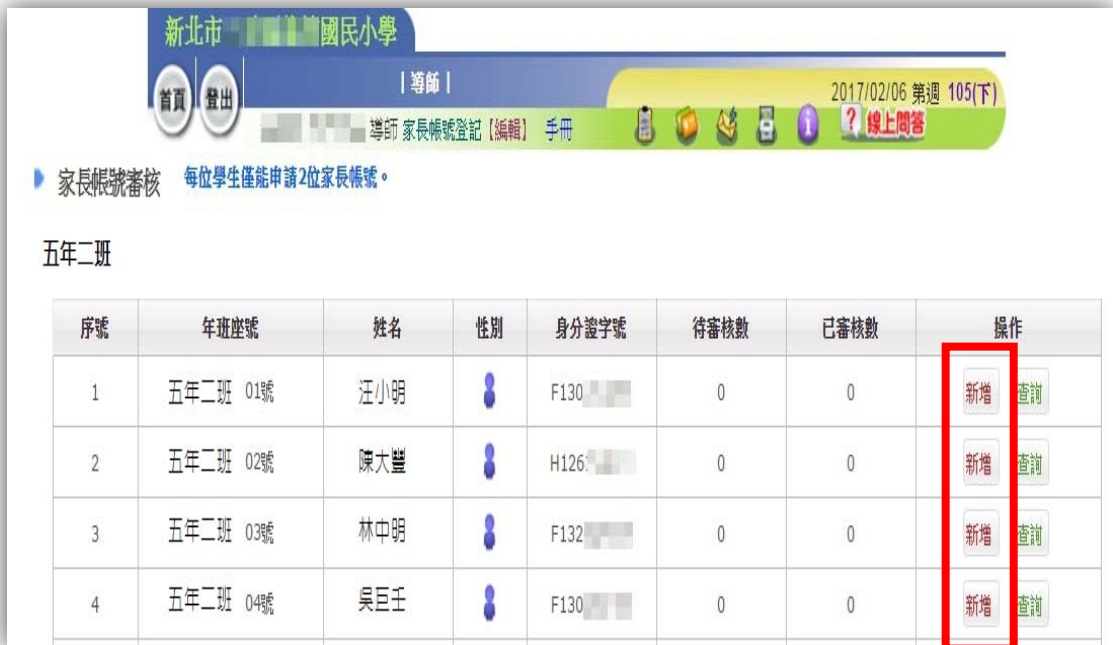 新北市 國民小學
| 導師 |
首頁 登出
2017/02/06 第週 105(下)
導師 家長帳號登記【編輯】 手冊 ? 線上問答
家長帳號審核 每位學生僅能申請2位家長帳號。
五年二班
序號 年班座號 姓名 性別 身分證字號 待審核數 已審核數 操作
1 五年二班 01號 汪小明 F130 0 0 新增 查詢
2 五年二班 02號 陳大豐 H126 0 0 新增 查詢
3 五年二班 03號 林中明 F132 0 0 新增 查詢
4 五年二班 04號 吳巨壬 F130 0 0 新增 查詢